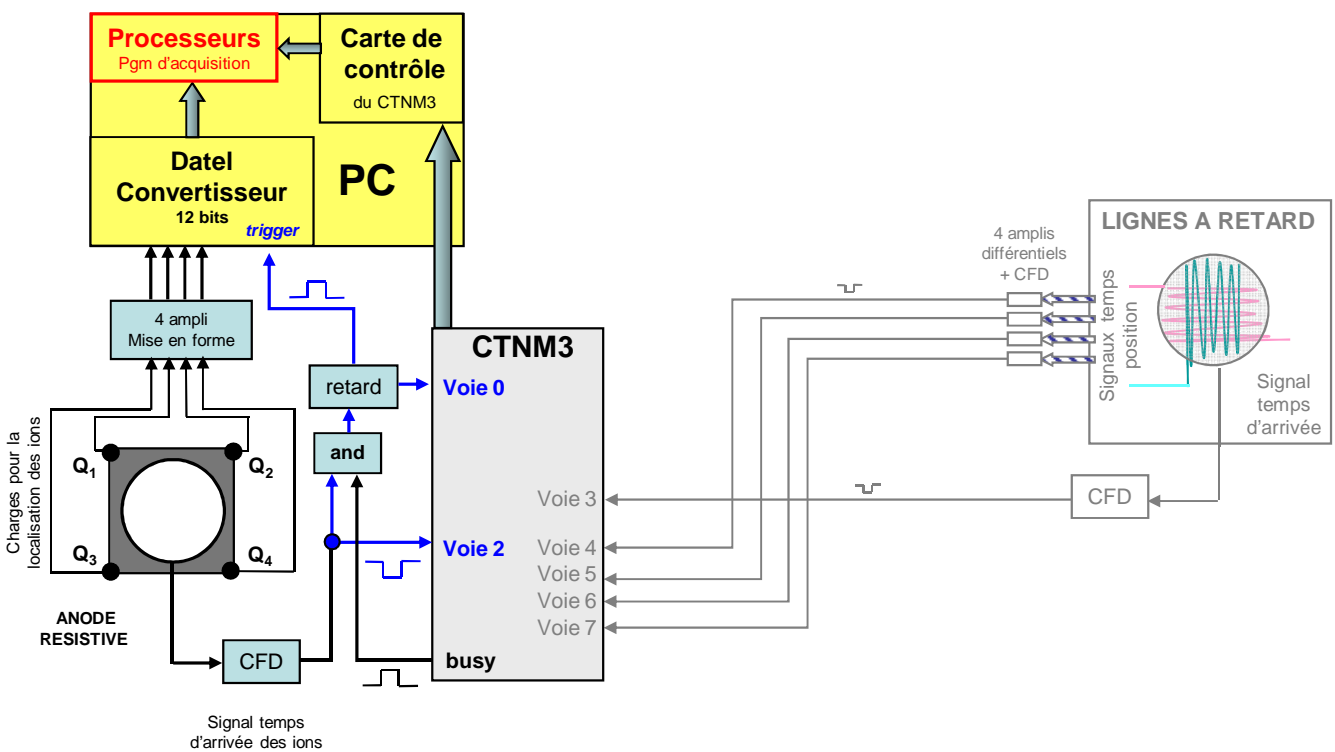 Processeurs
Pgm d'acquisition
Carte de
contrôle
du CTNM3
Datel
Convertisseur
12 bits
trigger
PC
4 ampli
Mise en forme
retard
and
CTNM3
Voie 0
Voie 2
Voie 3
Voie 4
Voie 5
Voie 6
Voie 7
busy
Charges pour la
localisation des ions
Q1
Q2
Q3
Q4
ANODE
RESISTIVE
CFD
Signal temps
d'arrivée des ions
4 amplis
différentiels
+ CFD
LIGNES A RETARD
Signaux temps
position
Signal
temps
d'arrivée
CFD